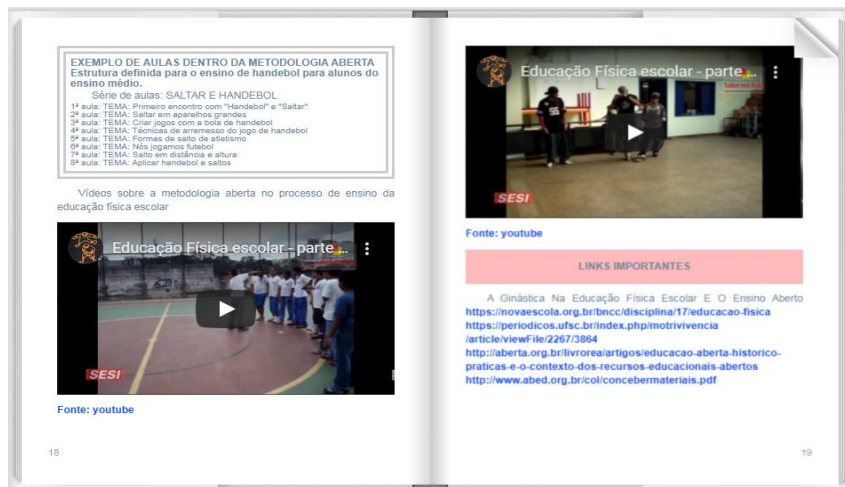 EXEMPLO DE AULAS DENTRO DA METODOLOGIA ABERTA
Estrutura definida para o ensino de handebol para alunos do
ensino médio.
Série de aulas: SALTAR E HANDEBOL
1ª aula: TEMA: Primeiro encontro com "Handebol" e "Saltar"
2ª aula: TEMA: Saltar em aparelhos grandes
3ª aula: TEMA: Criar jogos com a bola de handebol
4ª aula: TEMA: Técnicas de arremesso do jogo de handebol
5ª aula: TEMA: Formas de salto de atletismo
6ª aula: TEMA: Nós jogamos futebol
7ª aula: TEMA: Salto em distância e altura
8ª aula: TEMA: Aplicar handebol e saltos
Vídeos sobre a metodologia aberta no processo de ensino da
educação física escolar
Educação Física escolar - parte ...
SESI
Fonte: youtube
18
Educação Física escolar - parte ...
55
SESI
Fonte: youtube
LINKS IMPORTANTES
A Ginástica Na Educação Física Escolar E O Ensino Aberto
https://novaescola.org.br/bncc/disciplina/17/educacao-fisica
https://periodicos.ufsc.br/index.php/motrivivencia
/article/viewFile/2267/3864
http://aberta.org.br/livrorea/artigos/educacao-aberta-historico-
praticas-e-o-contexto-dos-recursos-educacionais-abertos
http://www.abed.org.br/col/concebermateriais.pdf
19